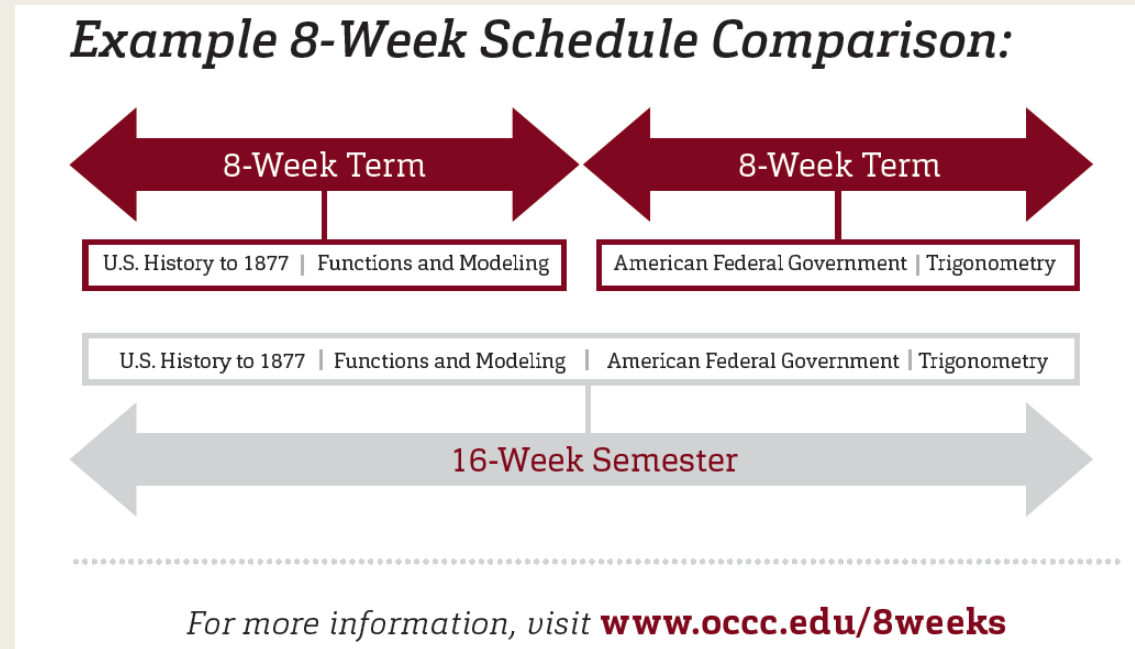 Example 8-Week Schedule Comparison:
8-Week Term
8-Week Term
U.S. History to 1877 | Functions and Modeling
American Federal Government | Trigonometry
U.S. History to 1877 | Functions and Modeling | American Federal Government | Trigonometry
16-Week Semester
For more information, visit www.occc.edu/8weeks